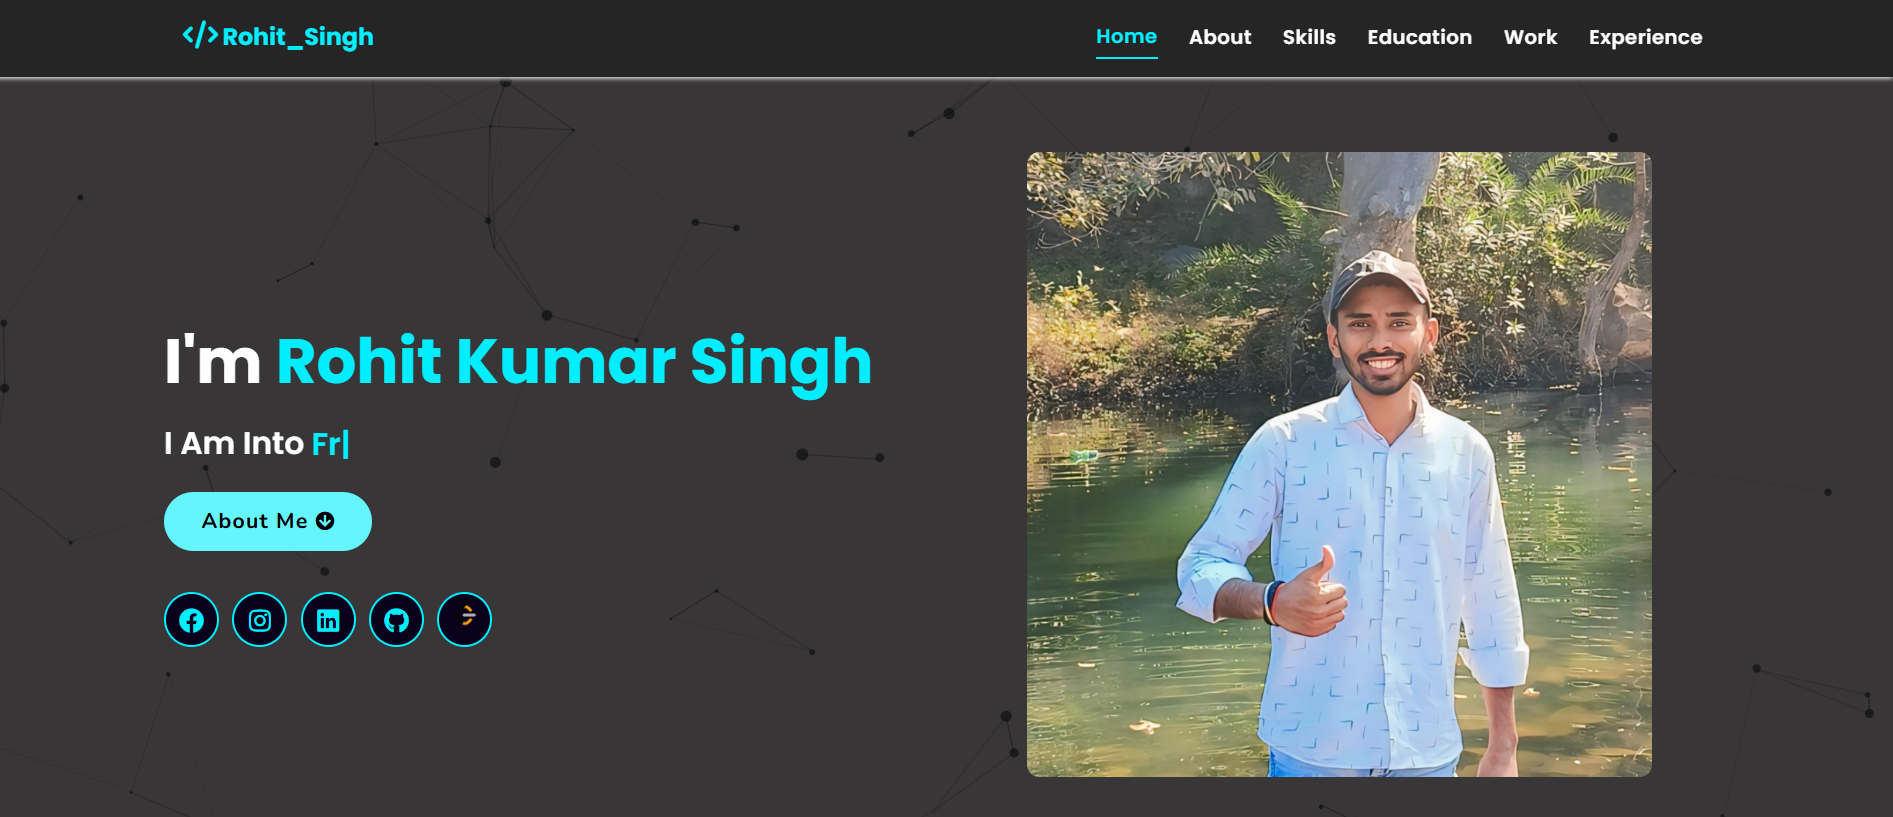 </>Rohit_Singh
Home About Skills Education Work Experience
I'm Rohit Kumar Singh
I Am Into Fr|
About Me